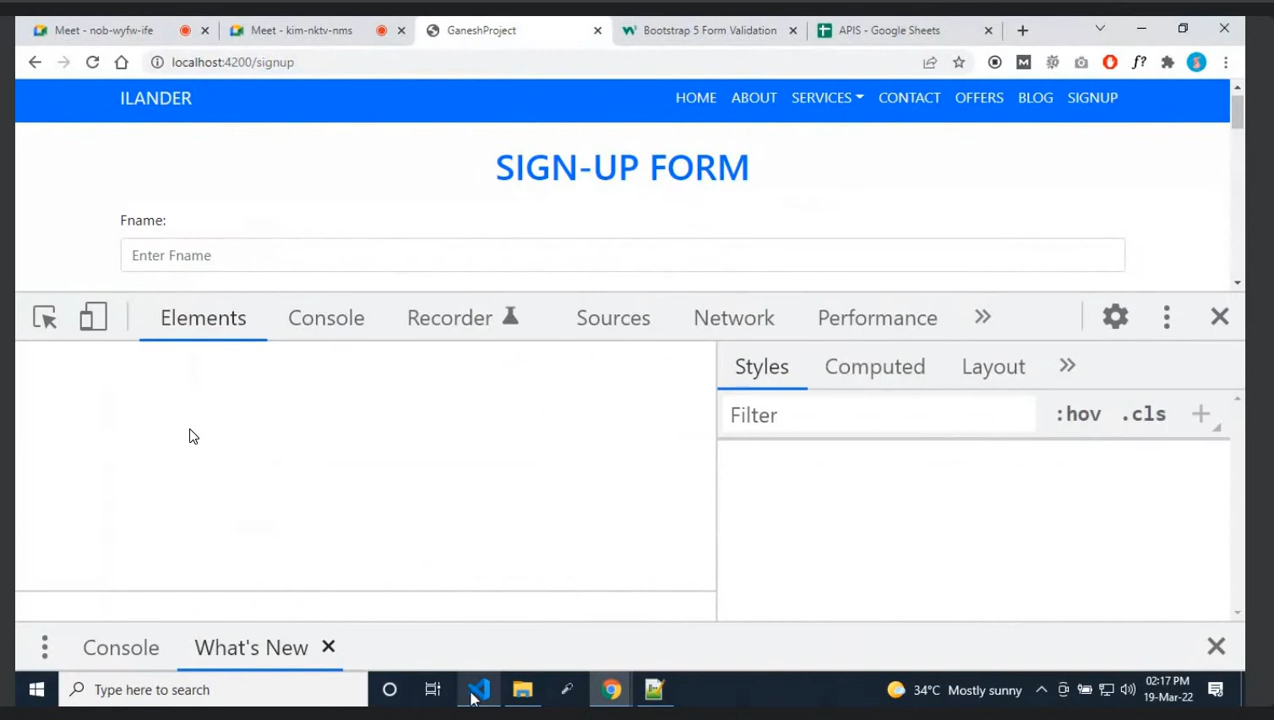 Meet - nob-wyfw-ife
Meet - kim-nktv-nms
GaneshProject
Bootstrap 5 Form Validation
APIS - Google Sheets
localhost:4200/signup
ILANDER
HOME ABOUT SERVICES CONTACT OFFERS BLOG SIGNUP
SIGN-UP FORM
Fname:
Enter Fname
Elements Console Recorder Sources Network Performance
Styles Computed Layout
Filter :hov .cls
Console What's New
Type here to search
34°C Mostly sunny
02:17 PM
19-Mar-22